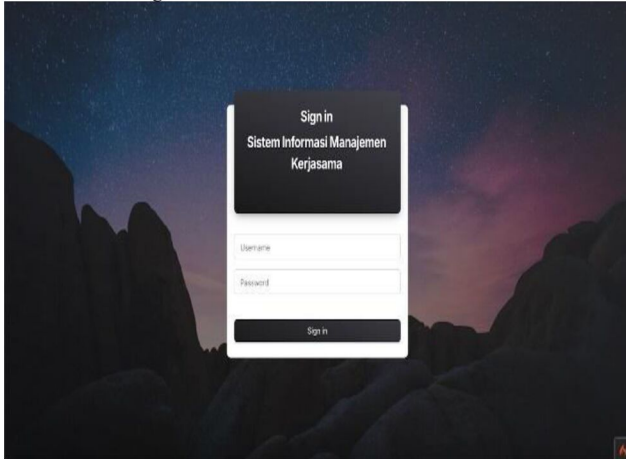 Sign in
Sistem Informasi Manajemen
Kerjasama
Username
Password
Sign in